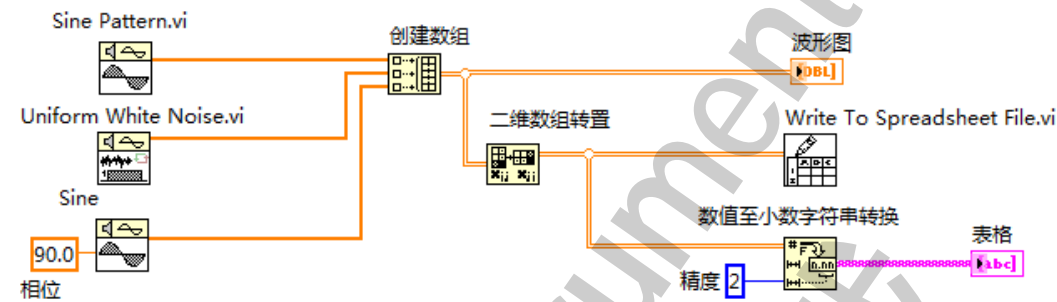 Sine Pattern.vi
创建数组
波形图
DBL]
Uniform White Noise.vi
二维数组转置
Write To Spreadsheet File.vi
Sine
数值至小数字符串转换
90.0
表格
abc]
相位
精度 2
n.nn